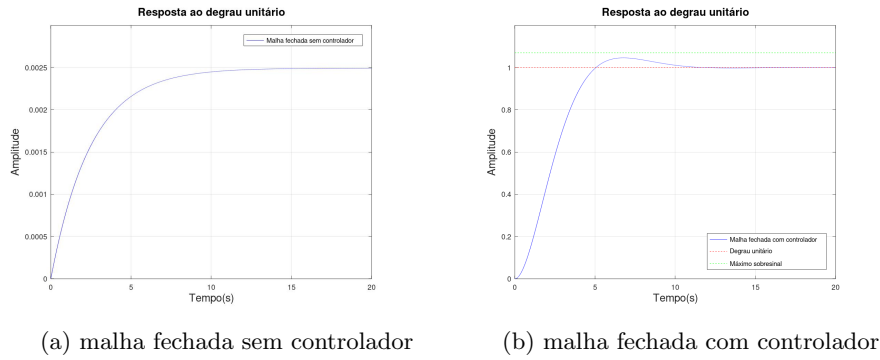 Resposta ao degrau unitário
Malha fechada sem controlador
0.0025
0.002
0.0015
0.001
0.0005
0
Amplitude
0 5 10 15 20
Tempo(s)
(a) malha fechada sem controlador
Resposta ao degrau unitário
1
0.8
0.6
0.4
0.2
0
Amplitude
Malha fechada com controlador
Degrau unitário
Máximo sobresinal
0 5 10 15 20
Tempo(s)
(b) malha fechada com controlador